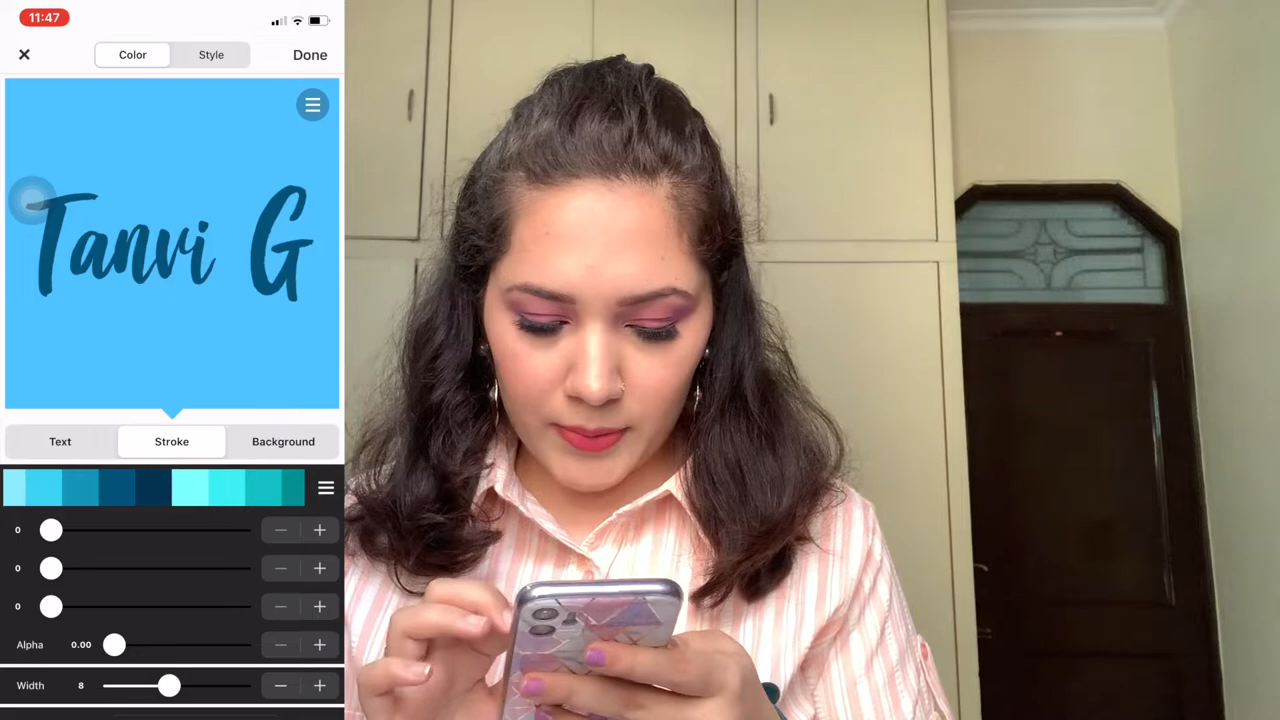 11:47
Color Style Done
Tanvi G
Text Stroke Background
0
0
0
Alpha 0.00
Width 8